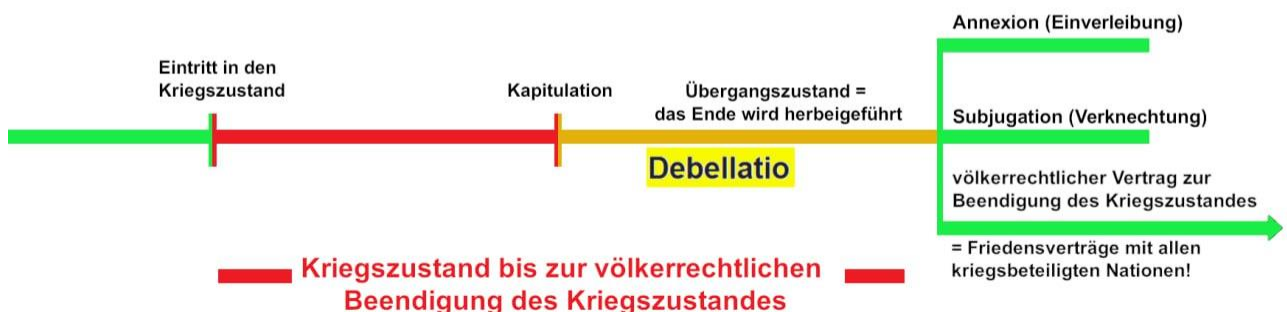 Eintritt in den
Kriegszustand
Kapitulation
Übergangszustand =
das Ende wird herbeigeführt
Debellatio
Annexion (Einverleibung)
Subjugation (Verknechtung)
völkerrechtlicher Vertrag zur
Beendigung des Kriegszustandes
= Friedensverträge mit allen
kriegsbeteiligten Nationen!
Kriegszustand bis zur völkerrechtlichen
Beendigung des Kriegszustandes